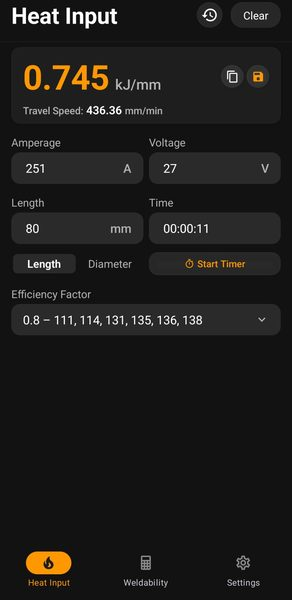 Heat Input
Clear
0.745 kJ/mm
Travel Speed: 436.36 mm/min
Amperage
Voltage
251 A
27 V
Length
Time
80 mm
00:00:11
Length
Diameter
Start Timer
Efficiency Factor
0.8 – 111, 114, 131, 135, 136, 138
Heat Input
Weldability
Settings